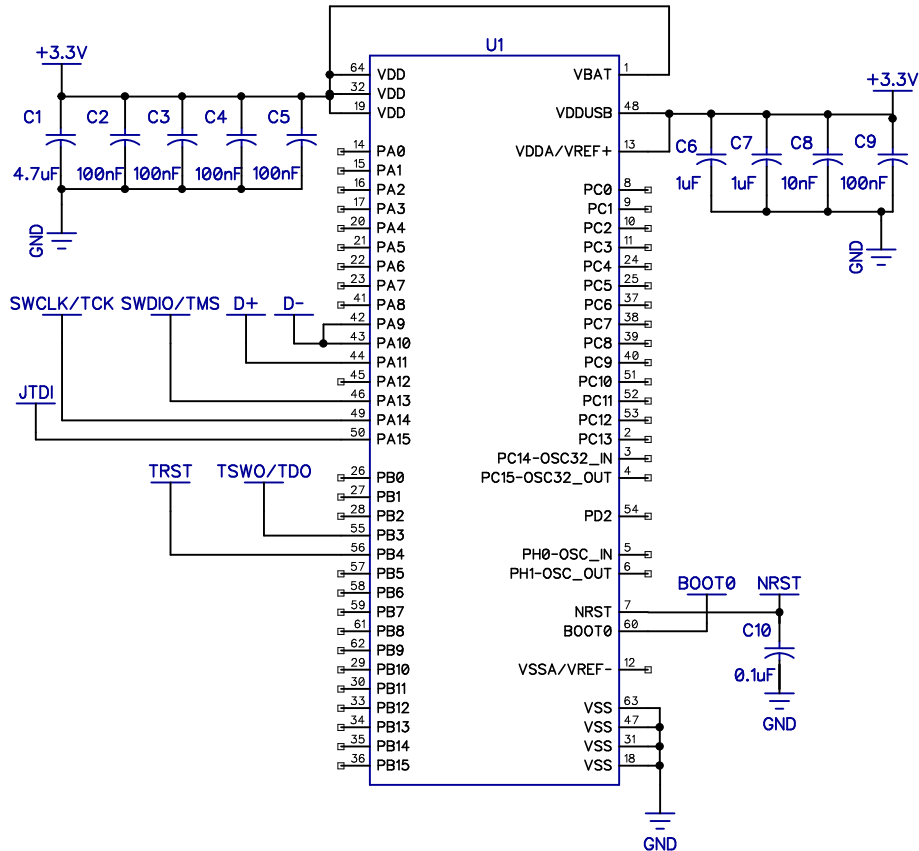 U1
+3.3V
64 VDD
32 VDD
19 VDD
VBAT 1
VDDUSB 48
VDDA/VREF+ 13
+3.3V
C1 C2 C3 C4 C5
4.7uF 100nF 100nF 100nF 100nF
GND
C6 C7 C8 C9
1uF 1uF 10nF 100nF
GND
14 PA0
15 PA1
16 PA2
17 PA3
20 PA4
21 PA5
22 PA6
23 PA7
41 PA8
42 PA9
43 PA10
44 PA11
45 PA12
46 PA13
49 PA14
50 PA15
SWCLK/TCK SWDIO/TMS D+ D-
JTDI
26 PB0
27 PB1
28 PB2
55 PB3
56 PB4
57 PB5
58 PB6
59 PB7
61 PB8
62 PB9
29 PB10
30 PB11
33 PB12
34 PB13
35 PB14
36 PB15
TRST TSWO/TDO
PC0 8
PC1 9
PC2 10
PC3 11
PC4 24
PC5 25
PC6 37
PC7 38
PC8 39
PC9 40
PC10 51
PC11 52
PC12 53
PC13 2
PC14-OSC32_IN 3
PC15-OSC32_OUT 4
PD2 54
PH0-OSC_IN 5
PH1-OSC_OUT 6
NRST 7
BOOT0 60
VSSA/VREF- 12
VSS 63
VSS 47
VSS 31
VSS 18
BOOT0 NRST
C10
0.1uF
GND
GND